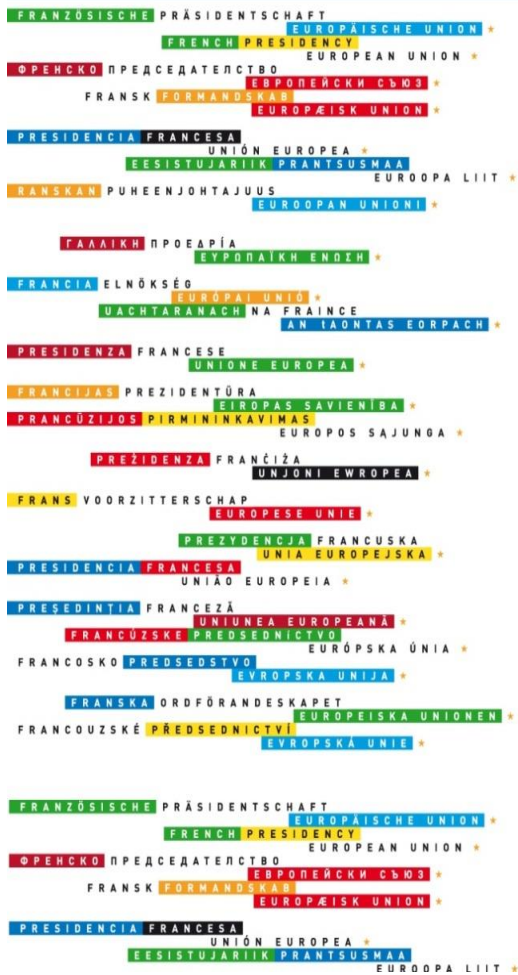 FRANZÖSISCHE PRÄSIDENTSCHAFT
EUROPÄISCHE UNION
FRENCH PRESIDENCY
EUROPEAN UNION
ФРЕНСКО ПРЕДСЕДАТЕЛСТВО
ЕВРОПЕЙСКИ СЪЮЗ
FRANSK FORMANDSKAB
EUROPÆISK UNION
PRESIDENCIA FRANCESA
UNIÓN EUROPEA
EESISTUJARIIK PRANTSUSMAA
EUROOPA LIIT
RANSKAN PUHEENJOHTAJUUS
EUROOPAN UNIONI
ΓΑΛΛΙΚΗ ΠΡΟΕΔΡΊΑ
ΕΥΡΩΠΑΪΚΗ ΕΝΩΣΗ
FRANCIA ELNÖKSÉG
EURÓPAI UNIÓ
UACHTARANACH NA FRAINCE
AN tAONTAS EORPACH
PRESIDENZA FRANCESE
UNIONE EUROPEA
FRANCIJAS PREZIDENTŪRA
EIROPAS SAVIENĪBA
PRANCŪZIJOS PIRMININKAVIMAS
EUROPOS SĄJUNGA
PREŻIDENZA FRANĊIŻA
UNJONI EWROPEA
FRANS VOORZITTERSCHAP
EUROPESE UNIE
PREZYDENCJA FRANCUSKA
UNIA EUROPEJSKA
PRESIDENCIA FRANCESA
UNIÃO EUROPEIA
PREŞEDINŢIA FRANCEZĂ
UNIUNEA EUROPEANĂ
FRANCÚZSKE PREDSEDNÍCTVO
EURÓPSKA ÚNIA
FRANCOSKO PREDSEDSTVO
EVROPSKA UNIJA
FRANSKA ORDFÖRANDESKAPET
EUROPEISKA UNIONEN
FRANCOUZSKÉ PŘEDSEDNICTVÍ
EVROPSKÁ UNIE
FRANZÖSISCHE PRÄSIDENTSCHAFT
EUROPÄISCHE UNION
FRENCH PRESIDENCY
EUROPEAN UNION
ФРЕНСКО ПРЕДСЕДАТЕЛСТВО
ЕВРОПЕЙСКИ СЪЮЗ
FRANSK FORMANDSKAB
EUROPÆISK UNION
PRESIDENCIA FRANCESA
UNIÓN EUROPEA
EESISTUJARIIK PRANTSUSMAA
EUROOPA LIIT